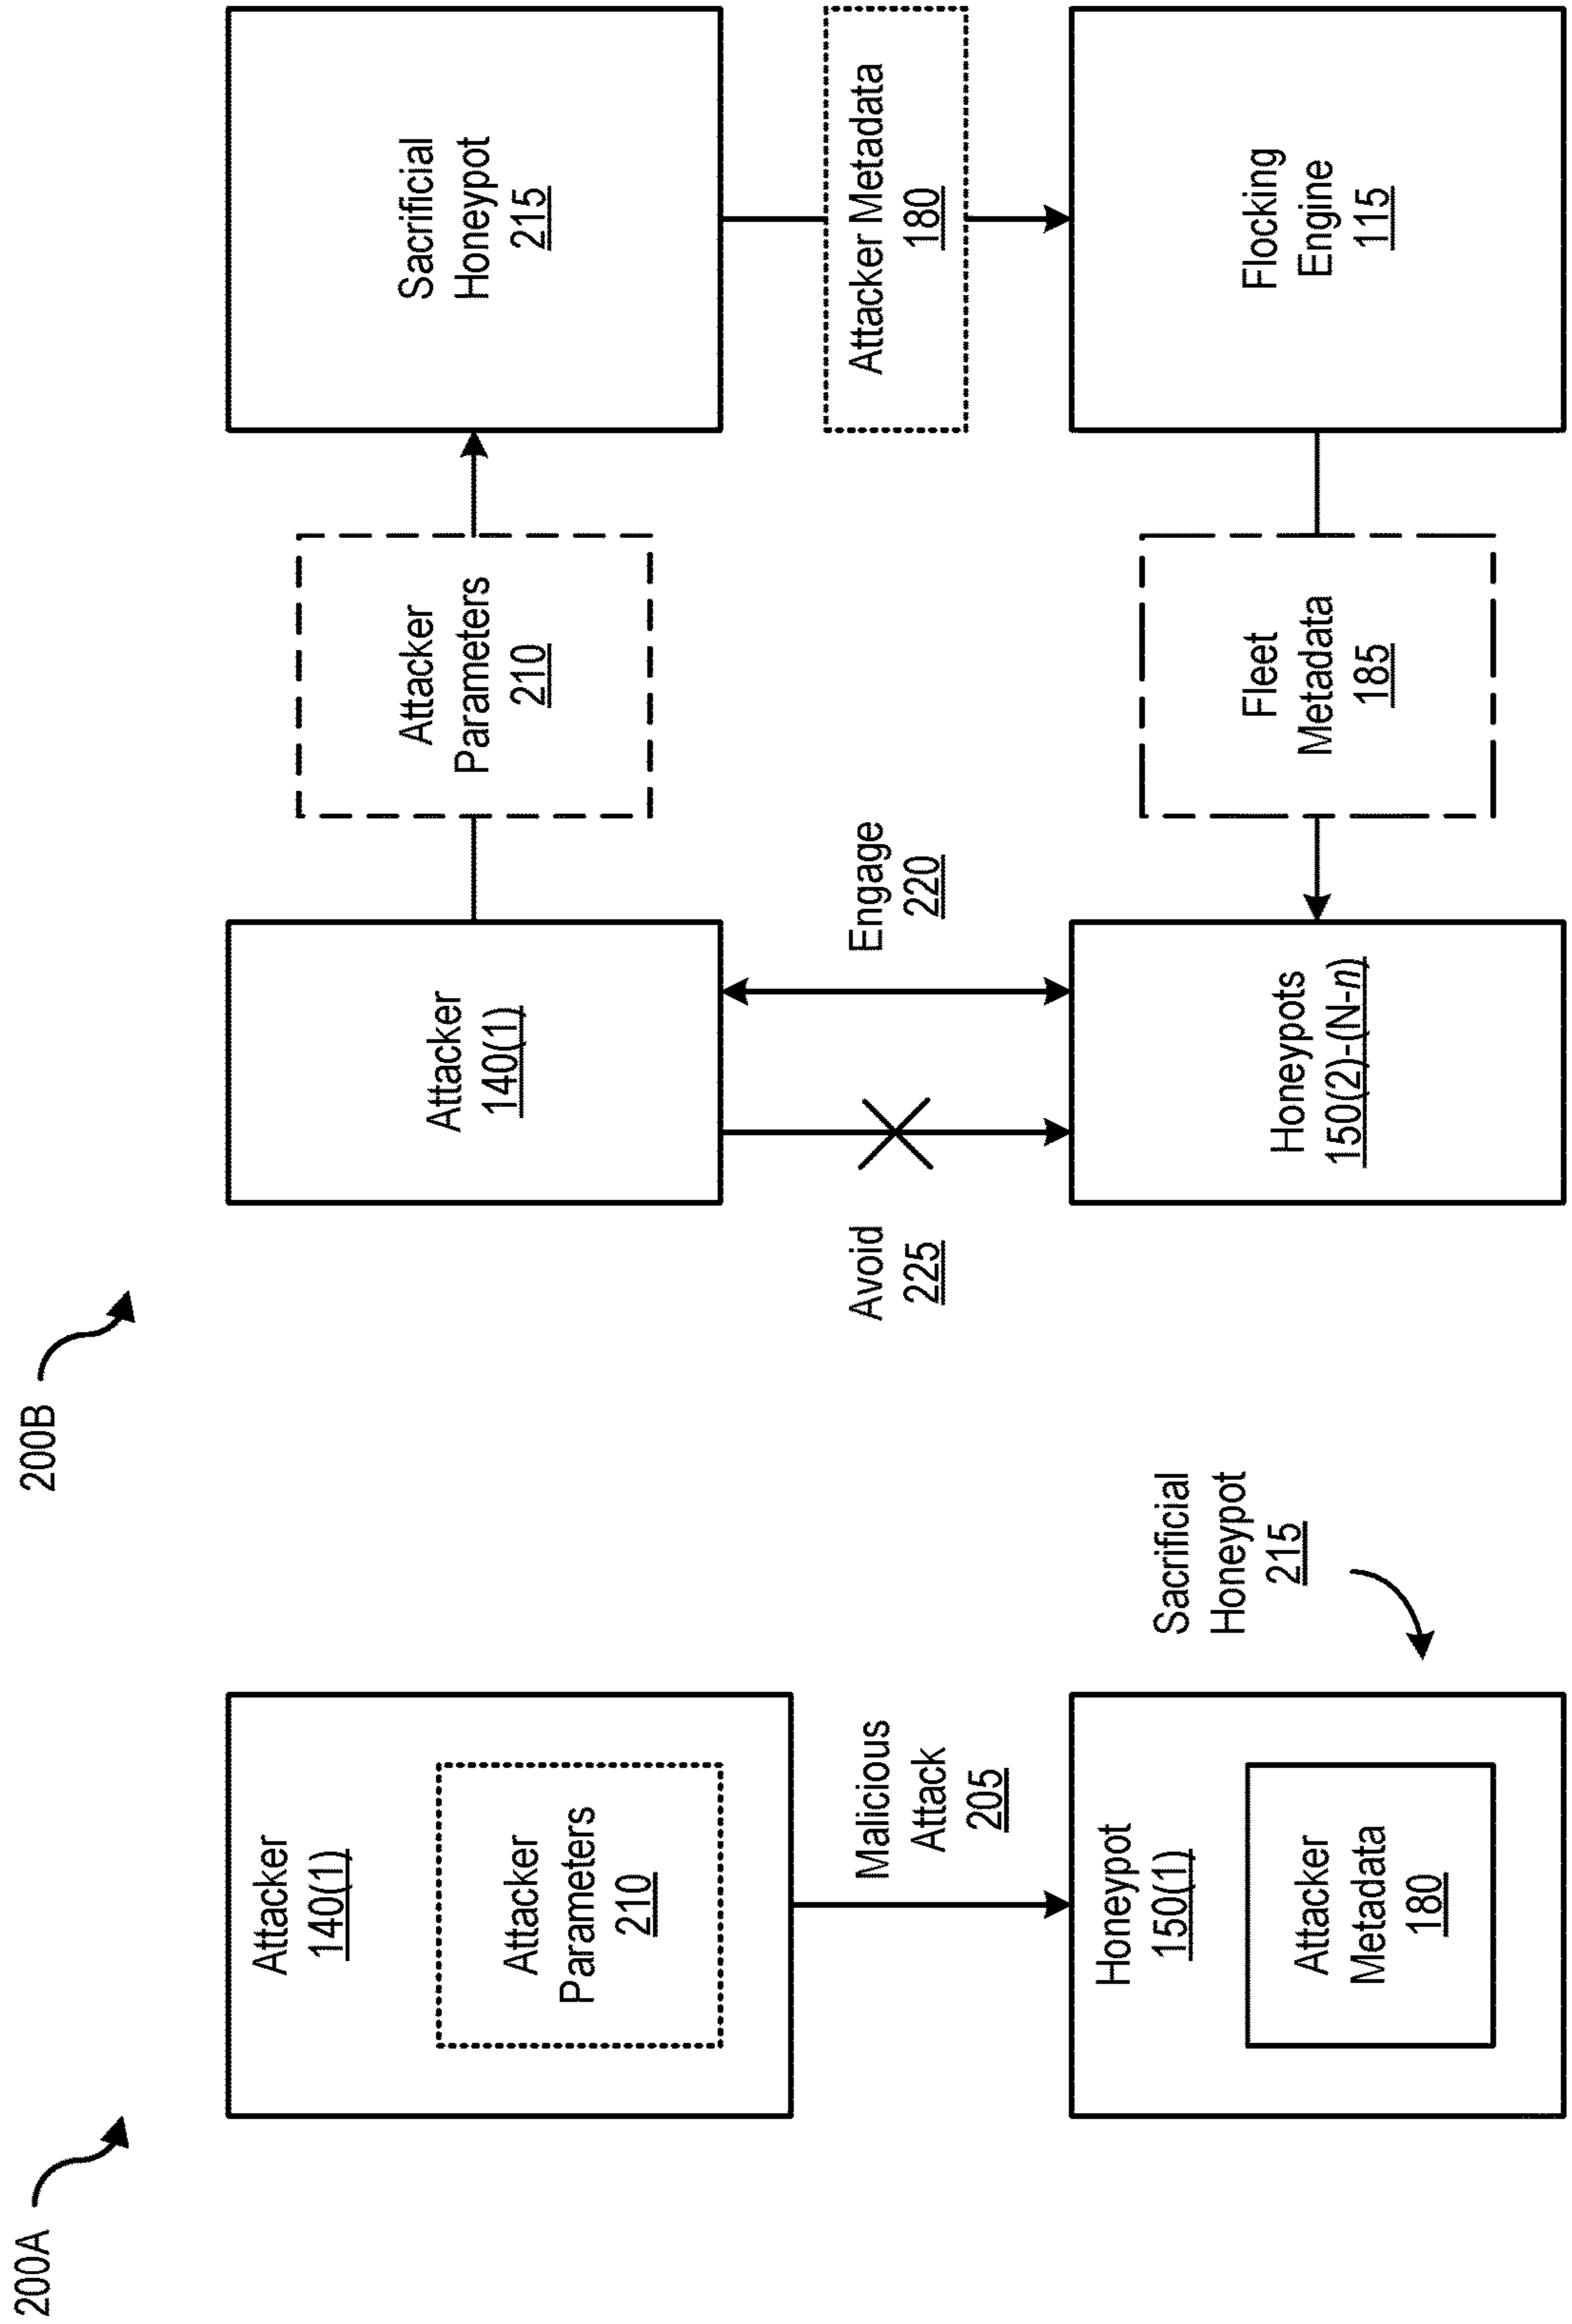 200A
Attacker
140(1)
Attacker
Parameters
210
Malicious
Attack
205
Honeypot
150(1)
Attacker
Metadata
180
Sacrificial
Honeypot
215
200B
Attacker
140(1)
Attacker
Parameters
210
Sacrificial
Honeypot
215
Avoid
225
Engage
220
Attacker Metadata
180
Honeypots
150(2)-(N-n)
Fleet
Metadata
185
Flocking
Engine
115